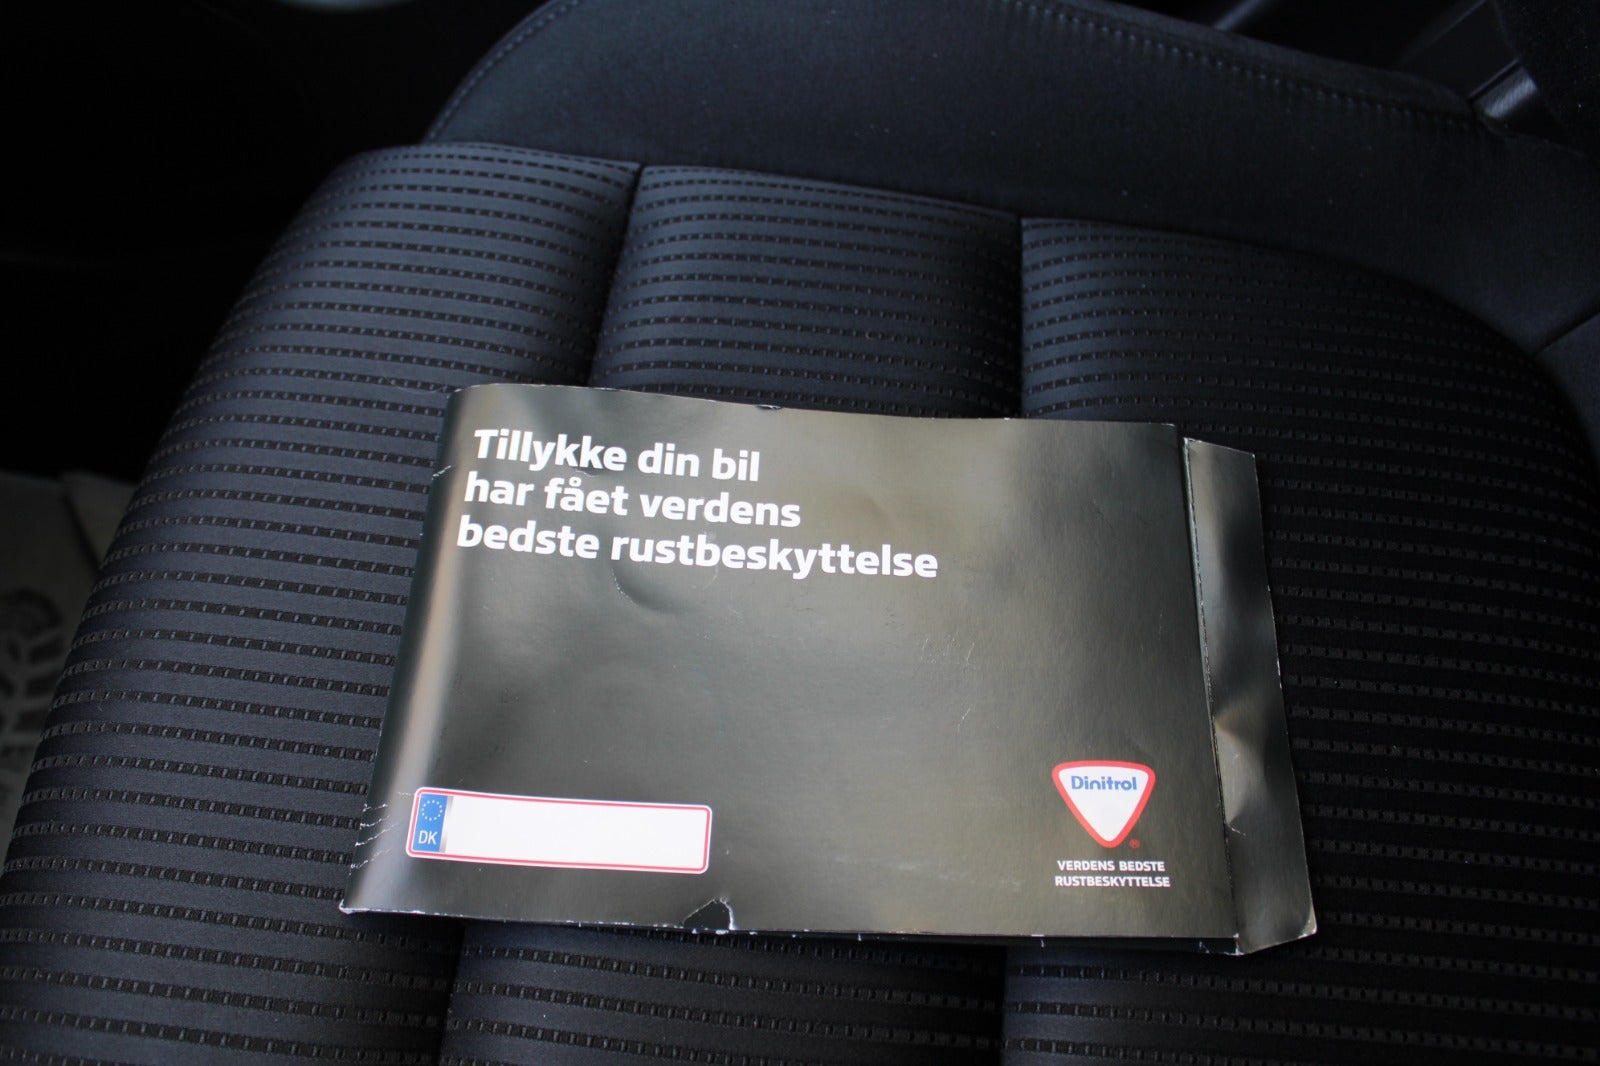 Tillykke din bil
har fået verdens
bedste rustbeskyttelse
DK
Dinitrol
®
VERDENS BEDSTE
RUSTBESKYTTELSE